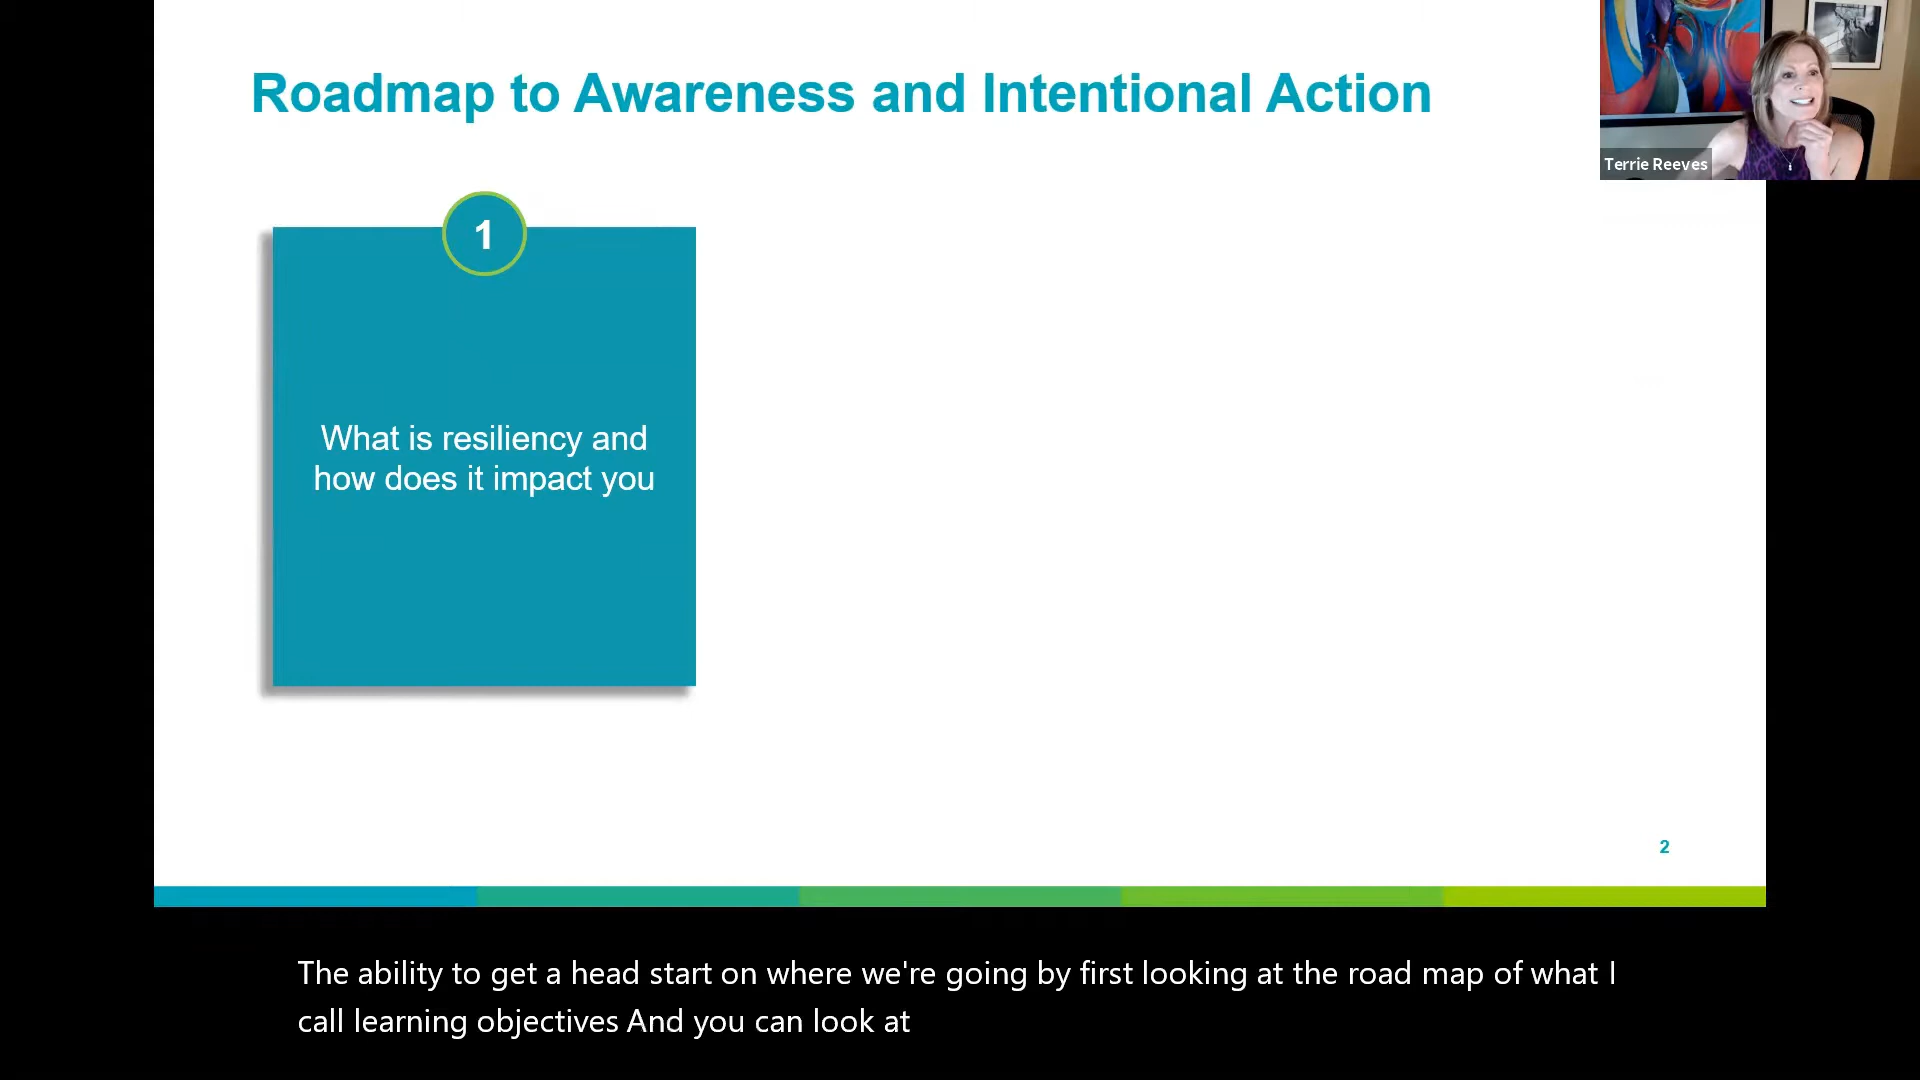 Roadmap to Awareness and Intentional Action
Terrie Reeves
1
What is resiliency and
how does it impact you
2
The ability to get a head start on where we're going by first looking at the road map of what I
call learning objectives And you can look at